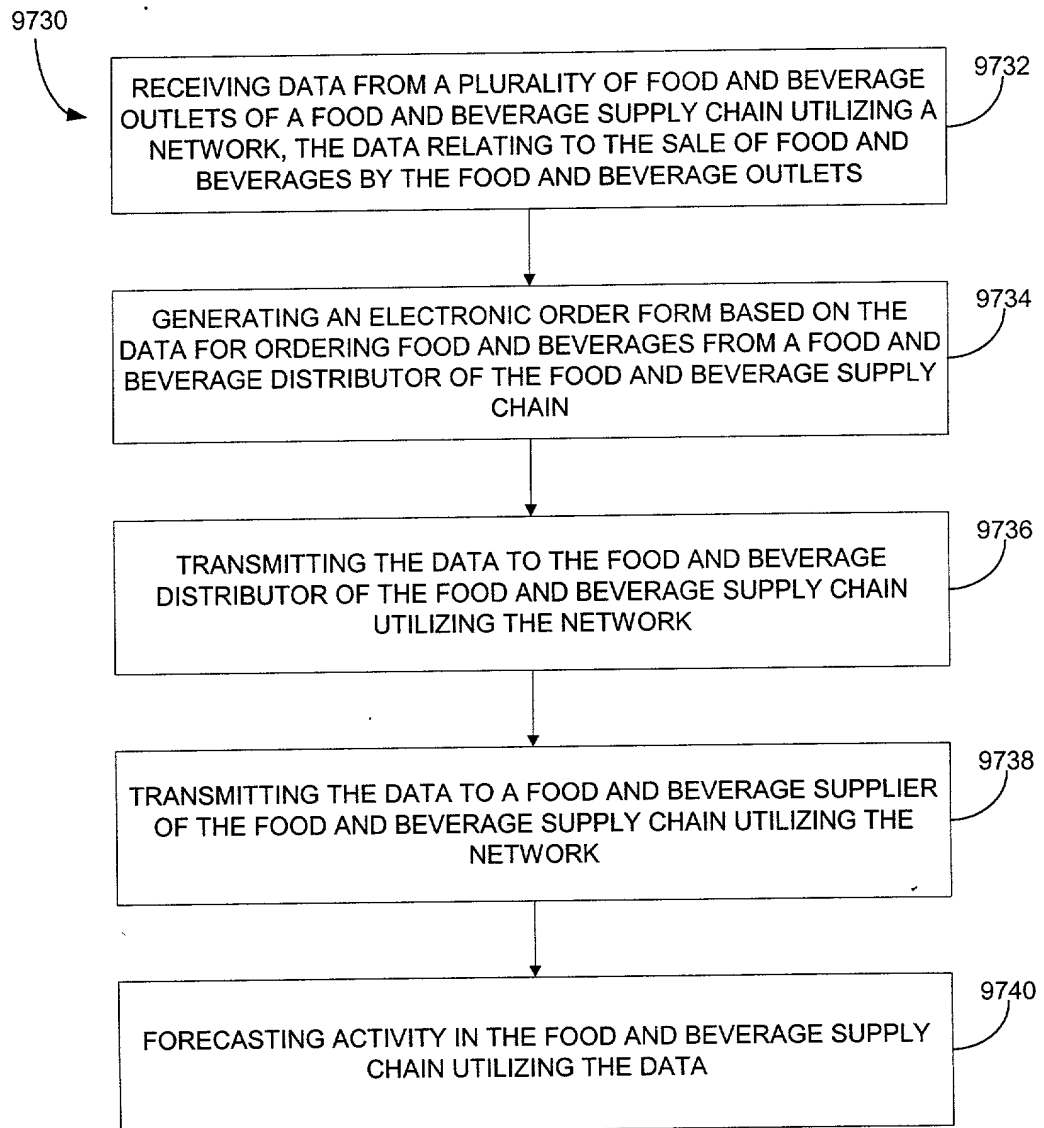 9730
RECEIVING DATA FROM A PLURALITY OF FOOD AND BEVERAGE
OUTLETS OF A FOOD AND BEVERAGE SUPPLY CHAIN UTILIZING A
NETWORK, THE DATA RELATING TO THE SALE OF FOOD AND
BEVERAGES BY THE FOOD AND BEVERAGE OUTLETS
9732
GENERATING AN ELECTRONIC ORDER FORM BASED ON THE
DATA FOR ORDERING FOOD AND BEVERAGES FROM A FOOD AND
BEVERAGE DISTRIBUTOR OF THE FOOD AND BEVERAGE SUPPLY
CHAIN
9734
TRANSMITTING THE DATA TO THE FOOD AND BEVERAGE
DISTRIBUTOR OF THE FOOD AND BEVERAGE SUPPLY CHAIN
UTILIZING THE NETWORK
9736
TRANSMITTING THE DATA TO A FOOD AND BEVERAGE SUPPLIER
OF THE FOOD AND BEVERAGE SUPPLY CHAIN UTILIZING THE
NETWORK
9738
FORECASTING ACTIVITY IN THE FOOD AND BEVERAGE SUPPLY
CHAIN UTILIZING THE DATA
9740